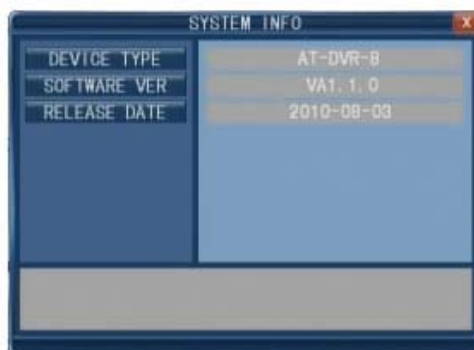 SYSTEM INFO X
DEVICE TYPE AT-DVR-8
SOFTWARE VER VA1.1.0
RELEASE DATE 2010-08-03